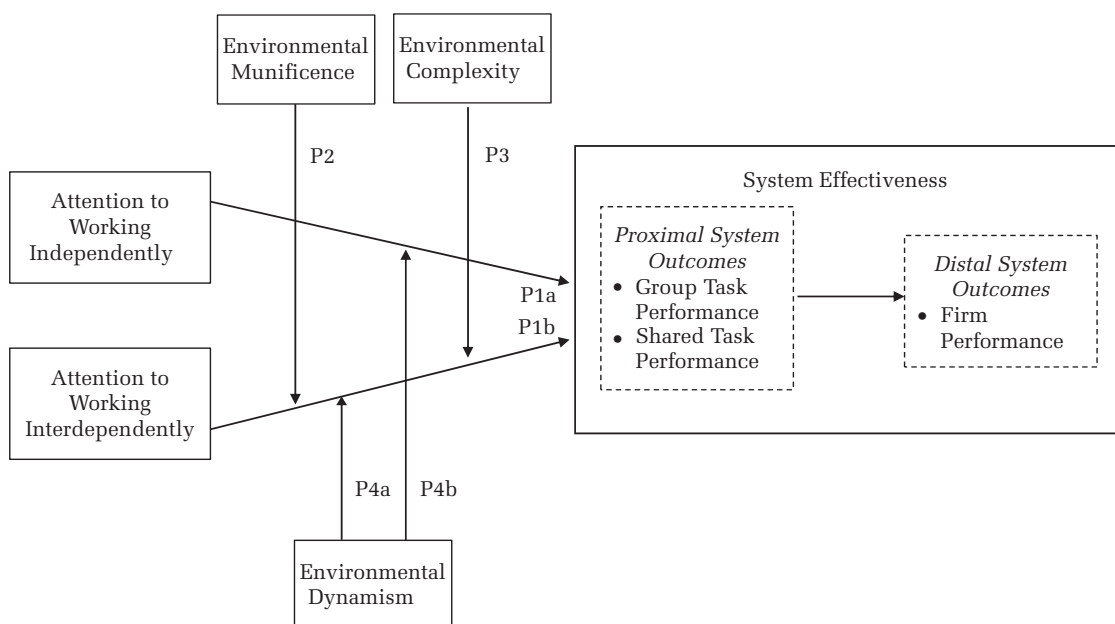 Environmental
Munificence
Environmental
Complexity
P2
P3
Attention to
Working
Independently
System Effectiveness
Proximal System
Outcomes
• Group Task
Performance
• Shared Task
Performance
Distal System
Outcomes
• Firm
Performance
P1a
P1b
Attention to
Working
Interdependently
P4a
P4b
Environmental
Dynamism